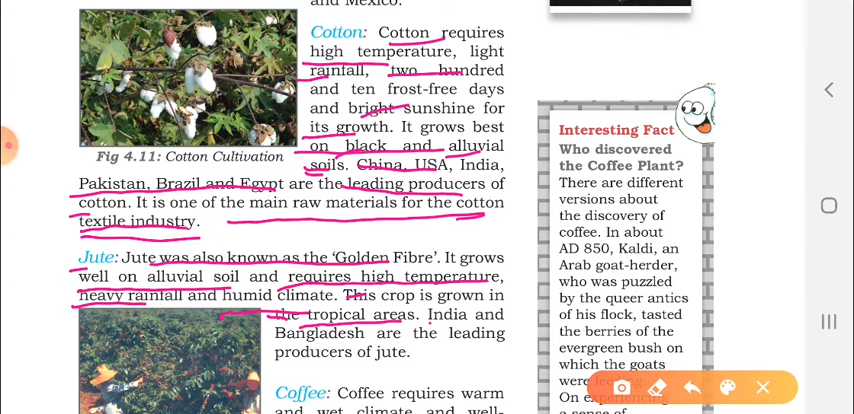 and Mexico.
Cotton: Cotton requires
high temperature, light
rainfall, two hundred
and ten frost-free days
and bright sunshine for
its growth. It grows best
on black and alluvial
soils. China, USA, India,
Fig 4.11: Cotton Cultivation
Pakistan, Brazil and Egypt are the leading producers of
cotton. It is one of the main raw materials for the cotton
textile industry.
Jute: Jute was also known as the ‘Golden Fibre’. It grows
well on alluvial soil and requires high temperature,
heavy rainfall and humid climate. This crop is grown in
the tropical areas. India and
Bangladesh are the leading
producers of jute.
Coffee: Coffee requires warm
and wet climate and well-
Interesting Fact
Who discovered
the Coffee Plant?
There are different
versions about
the discovery of
coffee. In about
AD 850, Kaldi, an
Arab goat-herder,
who was puzzled
by the queer antics
of his flock, tasted
the berries of the
evergreen bush on
which the goats
were
On experiencing
a sense of